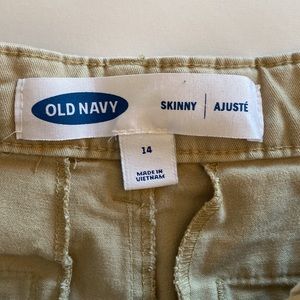 OLD NAVY SKINNY | AJUSTÉ
14
MADE IN
VIETNAM